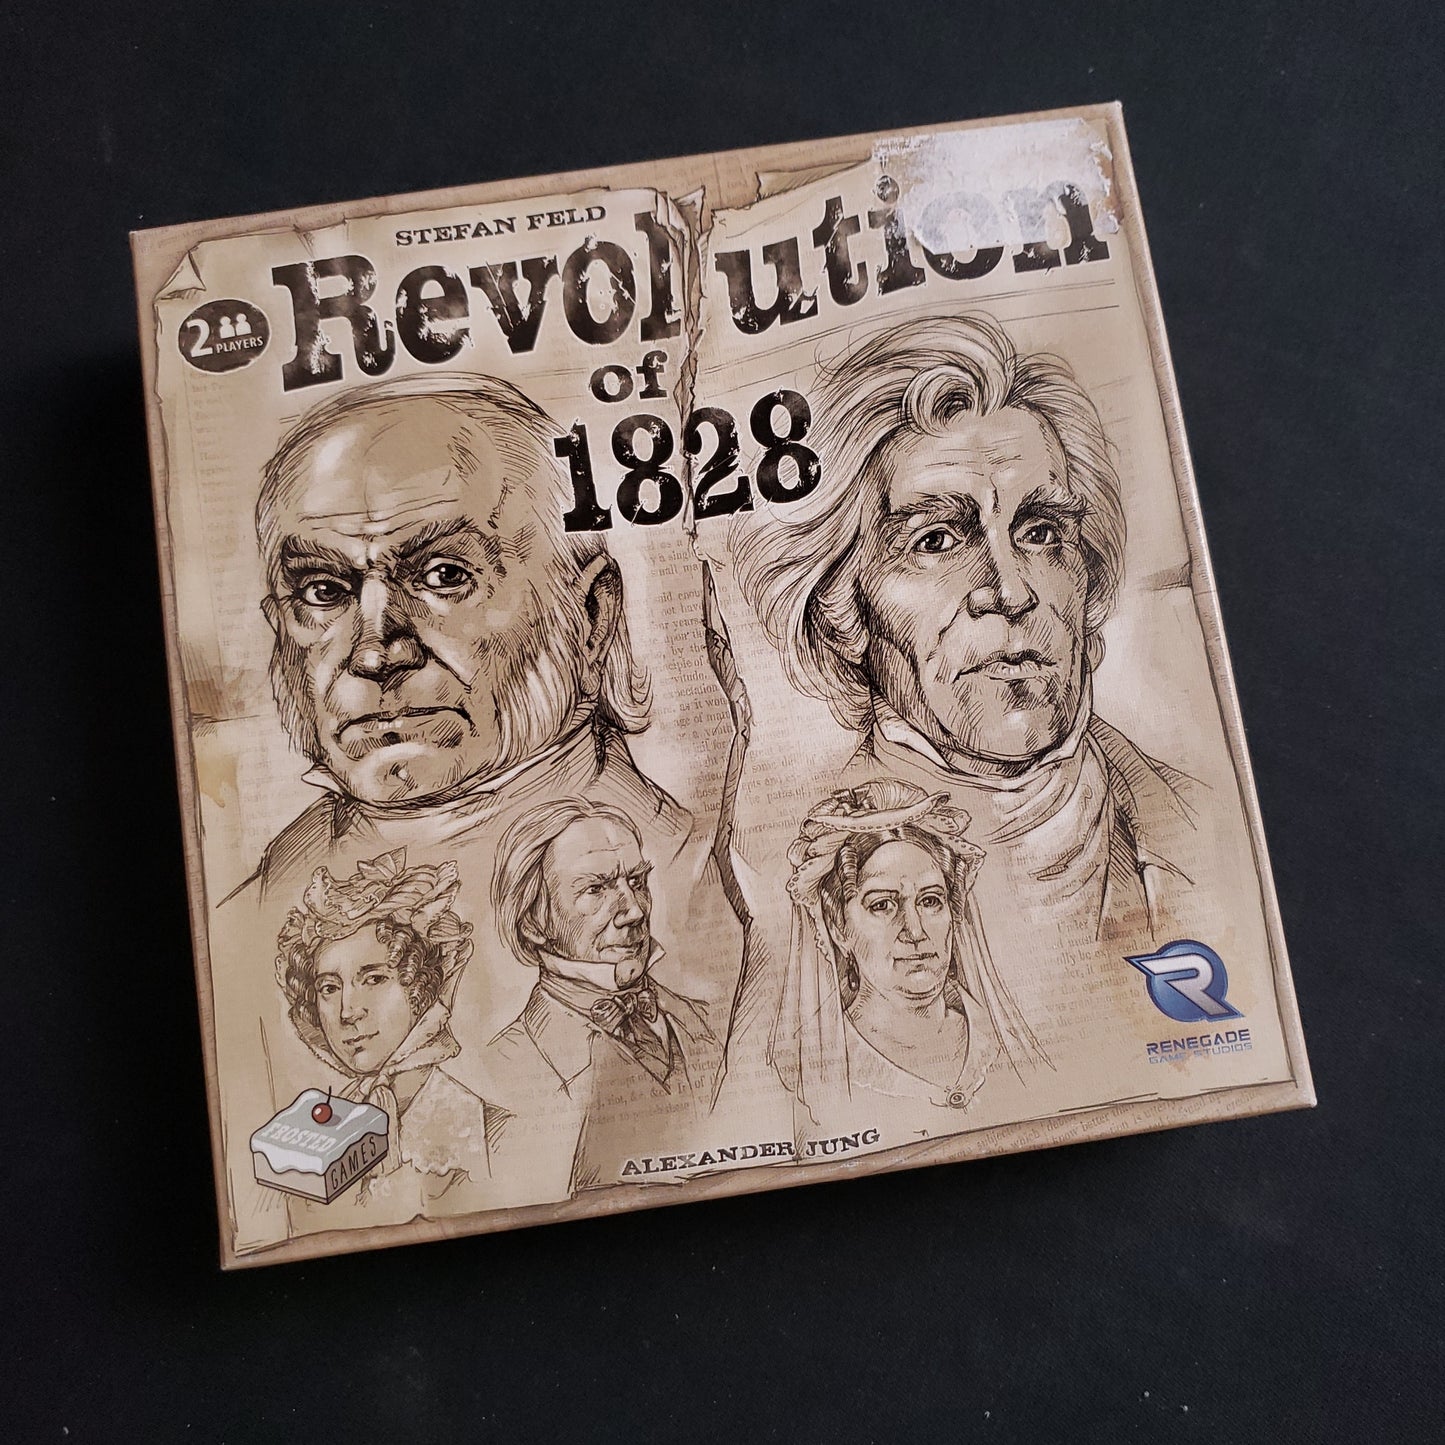 STEFAN FELD
Revolution
of
1828
2
PLAYERS
RENEGADE
GAME STUDIOS
FROSTED
GAMES
ALEXANDER JUNG